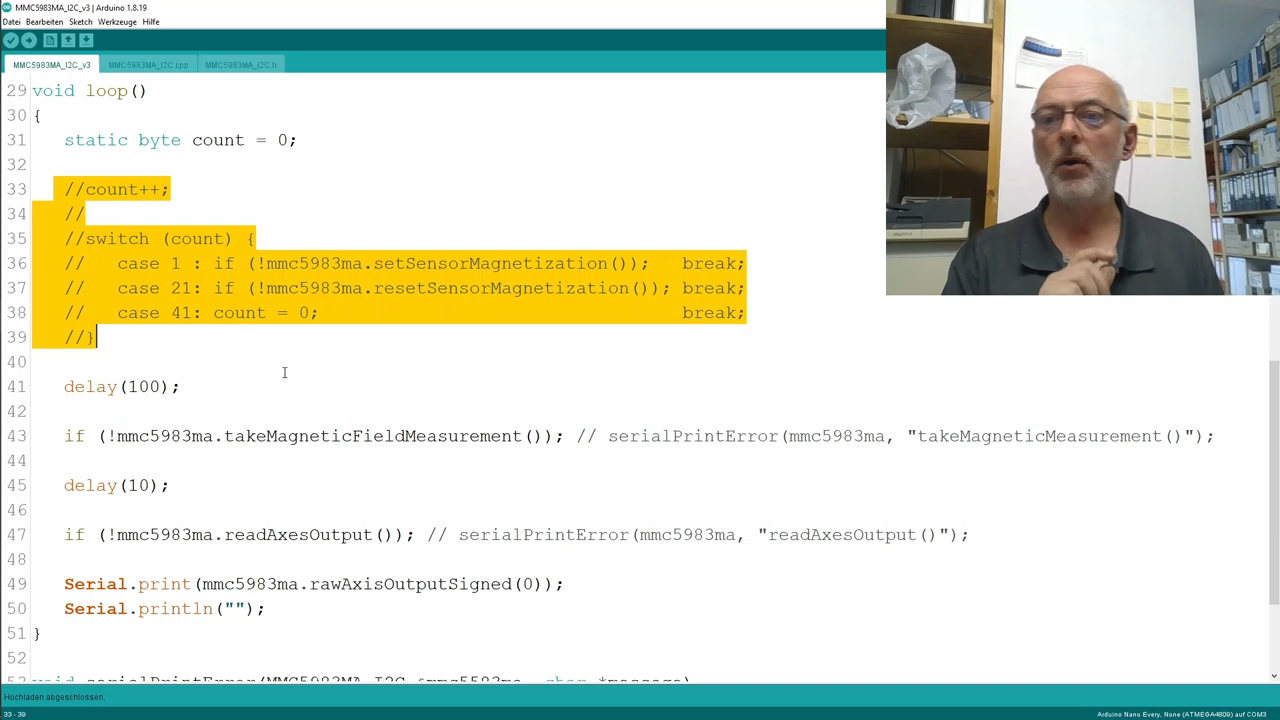 MMC5983MA_I2C_v3 | Arduino 1.8.19
Datei Bearbeiten Sketch Werkzeuge Hilfe
MMC5983MA_I2C_v3 MMC5983MA_I2C.cpp MMC5983MA_I2C.h
29 void loop()
30 {
31 static byte count = 0;
32
33 //count++;
34 //
35 //switch (count) {
36 // case 1 : if (!mmc5983ma.setSensorMagnetization()); break;
37 // case 21: if (!mmc5983ma.resetSensorMagnetization()); break;
38 // case 41: count = 0; break;
39 //}
40
41 delay(100);
42
43 if (!mmc5983ma.takeMagneticFieldMeasurement()); // serialPrintError(mmc5983ma, "takeMagneticMeasurement()");
44
45 delay(10);
46
47 if (!mmc5983ma.readAxesOutput()); // serialPrintError(mmc5983ma, "readAxesOutput()");
48
49 Serial.print(mmc5983ma.rawAxisOutputSigned(0));
50 Serial.println("");
51 }
52
Hochladen abgeschlossen.
33 - 39 Arduino Nano Every, None (ATMEGA4809) auf COM3